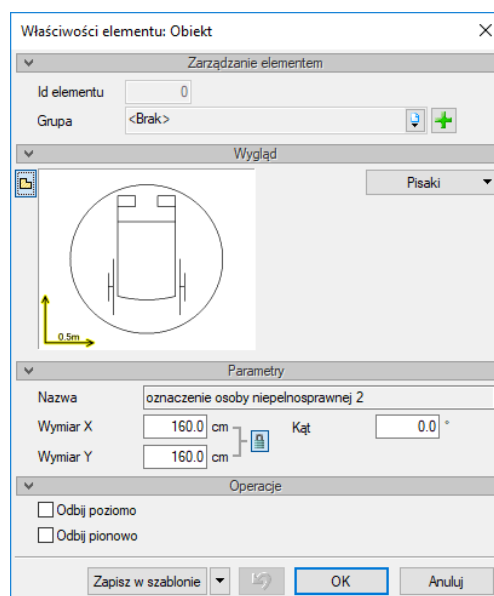 Właściwości elementu: Obiekt
Zarządzanie elementem
Id elementu 0
Grupa <Brak>
Wygląd
Pisaki
0.5m
Parametry
Nazwa oznaczenie osoby niepełnosprawnej 2
Wymiar X 160.0 cm Kąt 0.0 °
Wymiar Y 160.0 cm
Operacje
Odbij poziomo
Odbij pionowo
Zapisz w szablonie OK Anuluj